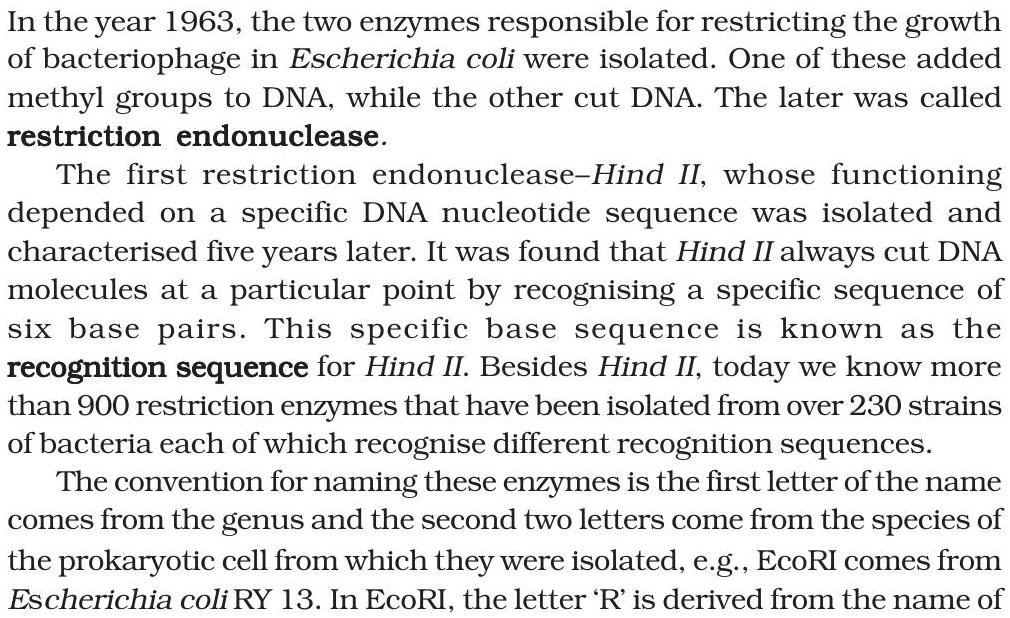 In the year 1963, the two enzymes responsible for restricting the growth
of bacteriophage in Escherichia coli were isolated. One of these added
methyl groups to DNA, while the other cut DNA. The later was called
restriction endonuclease.
The first restriction endonuclease–Hind II, whose functioning
depended on a specific DNA nucleotide sequence was isolated and
characterised five years later. It was found that Hind II always cut DNA
molecules at a particular point by recognising a specific sequence of
six base pairs. This specific base sequence is known as the
recognition sequence for Hind II. Besides Hind II, today we know more
than 900 restriction enzymes that have been isolated from over 230 strains
of bacteria each of which recognise different recognition sequences.
The convention for naming these enzymes is the first letter of the name
comes from the genus and the second two letters come from the species of
the prokaryotic cell from which they were isolated, e.g., EcoRI comes from
Escherichia coli RY 13. In EcoRI, the letter ‘R’ is derived from the name of